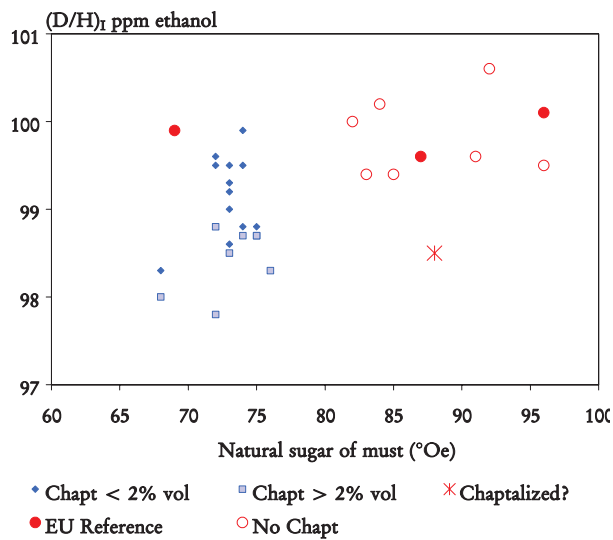 (D/H)I ppm ethanol
101
100
99
98
97
60 65 70 75 80 85 90 95 100
Natural sugar of must (°Oe)
Chapt < 2% vol Chapt > 2% vol Chaptalized?
EU Reference No Chapt